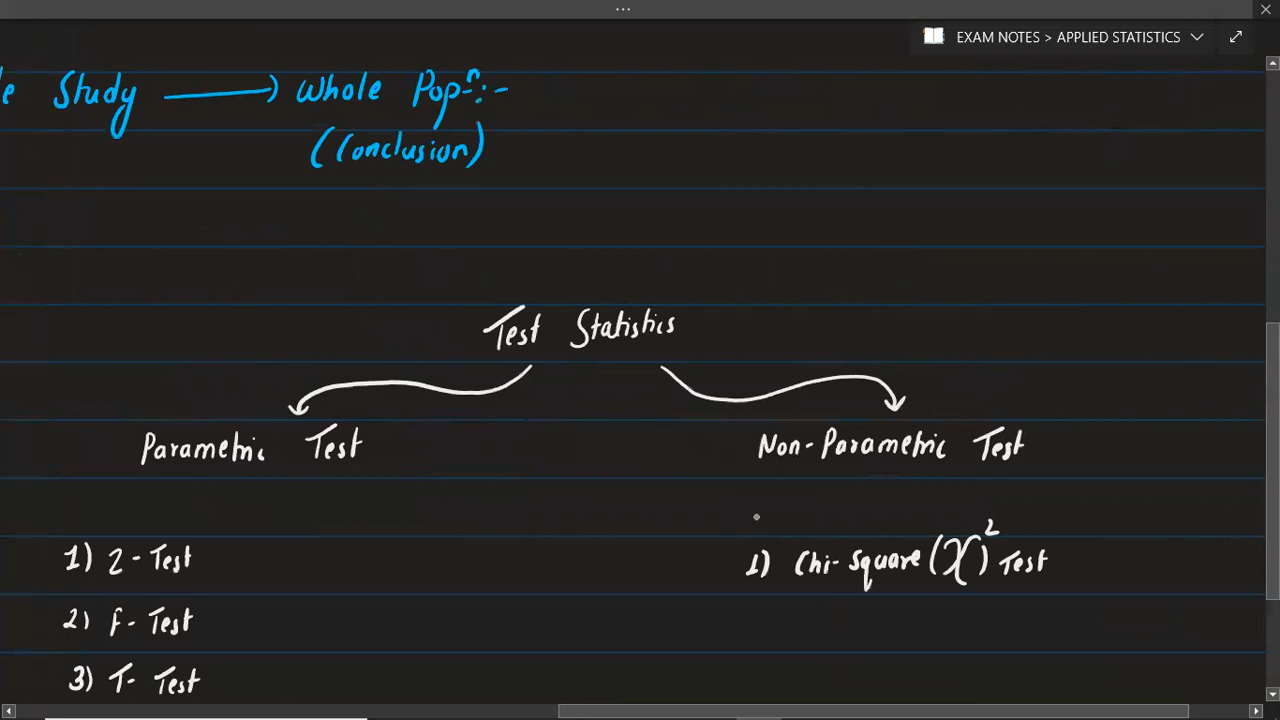 EXAM NOTES > APPLIED STATISTICS
Study → Whole Popⁿ:-
(Conclusion)
Test Statistics
Parametric Test
Non-Parametric Test
1) Z - Test
1) Chi-Square (χ)² Test
2) F - Test
3) T - Test